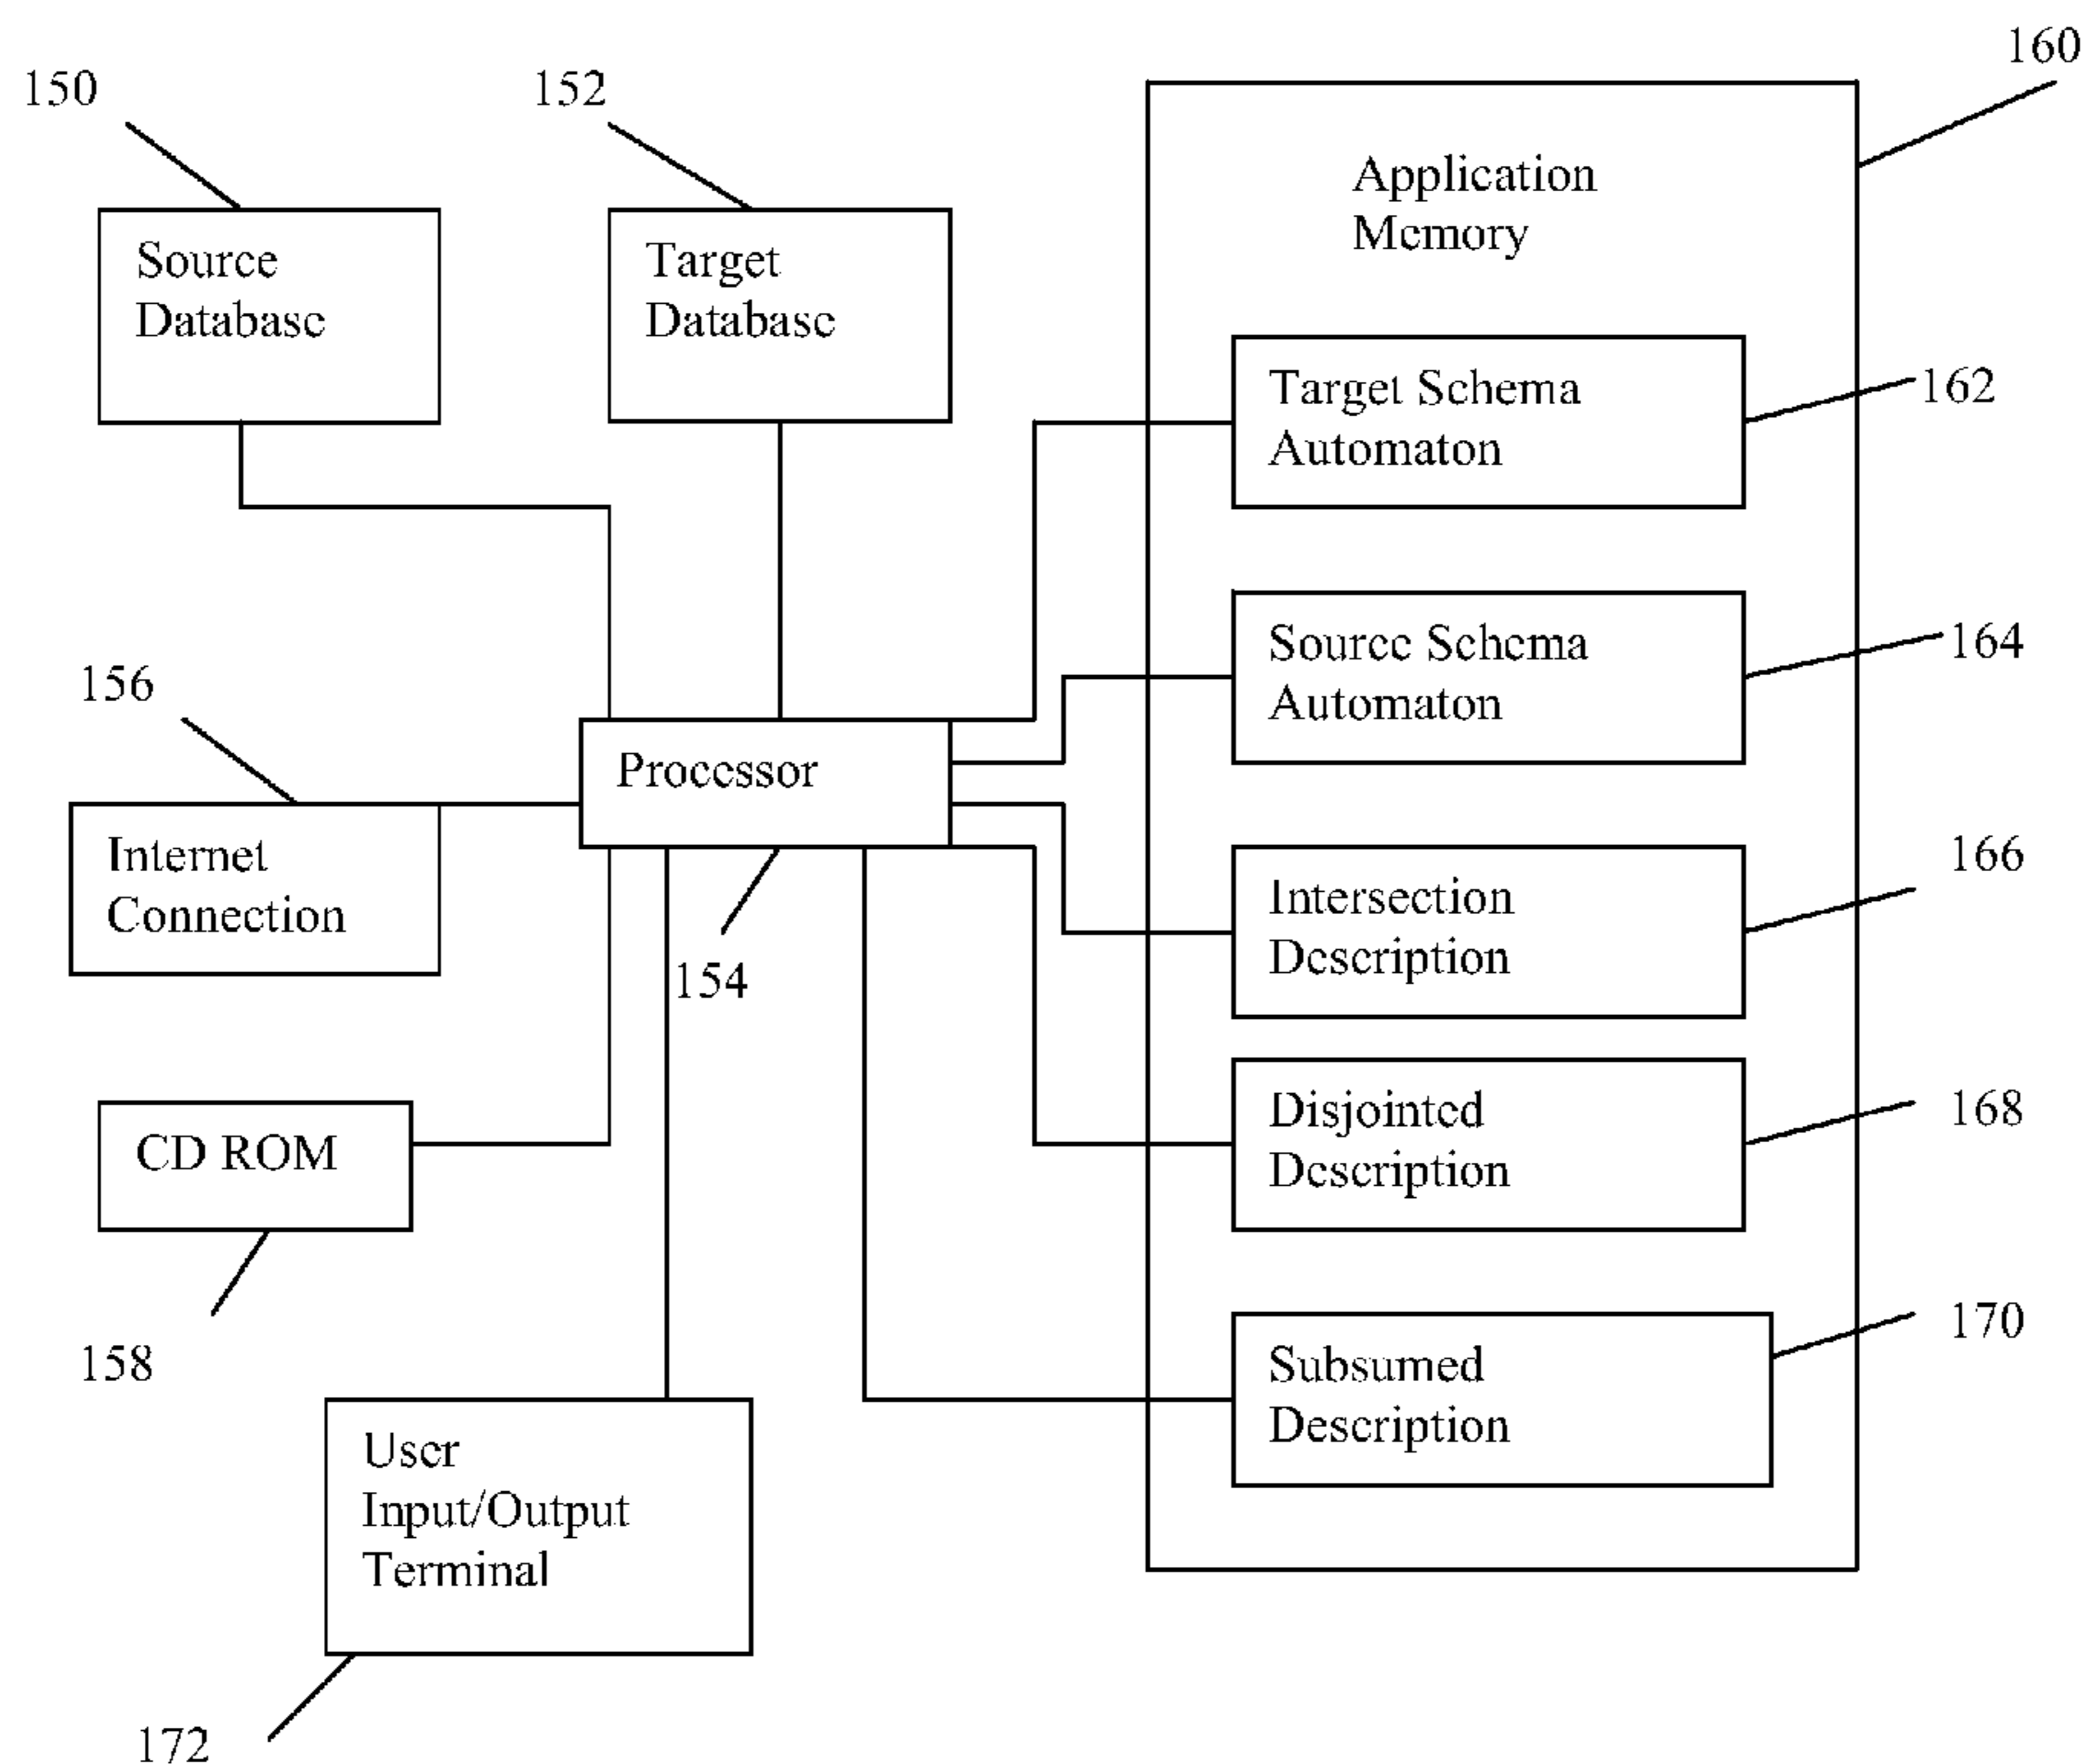 160
150
152
Application
Memory
Source
Database
Target
Database
Target Schema
Automaton
162
Source Schema
Automaton
164
156
Processor
Internet
Connection
166
Intersection
Description
154
CD ROM
Disjointed
Description
168
158
170
Subsumed
Description
User
Input/Output
Terminal
172